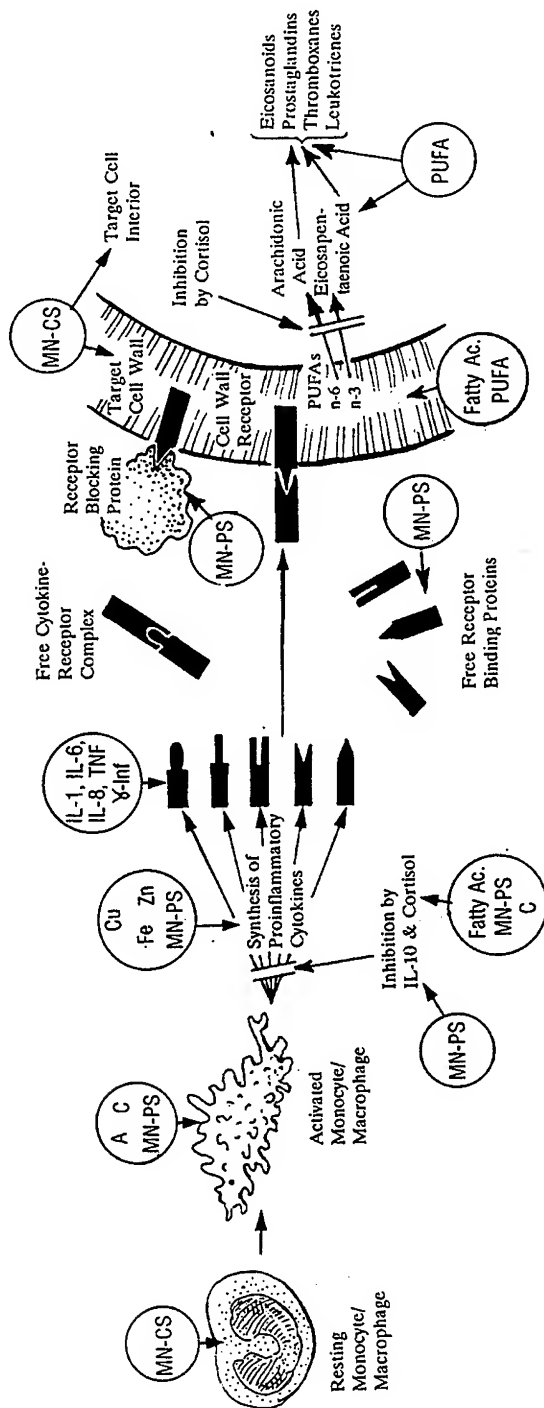 MN-CS
Resting
Monocyte/
Macrophage
A C
MN-PS
Activated
Monocyte/
Macrophage
Cu
Fe Zn
MN-PS
Synthesis of
Proinflammatory
Cytokines
Inhibition by
IL-10 & Cortisol
MN-PS
Fatty Ac.
MN-PS
C
IL-1, IL-6,
IL-8, TNF
γ-Inf
Free Cytokine-
Receptor
Complex
Free Receptor
Binding Proteins
MN-PS
Receptor
Blocking
Protein
MN-PS
MN-CS
Target
Cell Wall
Target Cell
Interior
Cell Wall
Receptor
PUFAs
n-6
n-3
Fatty Ac.
PUFA
Inhibition
by Cortisol
Arachidonic
Acid
Eicosapen-
taenoic Acid
Eicosanoids
Prostaglandins
Thromboxanes
Leukotrienes
PUFA